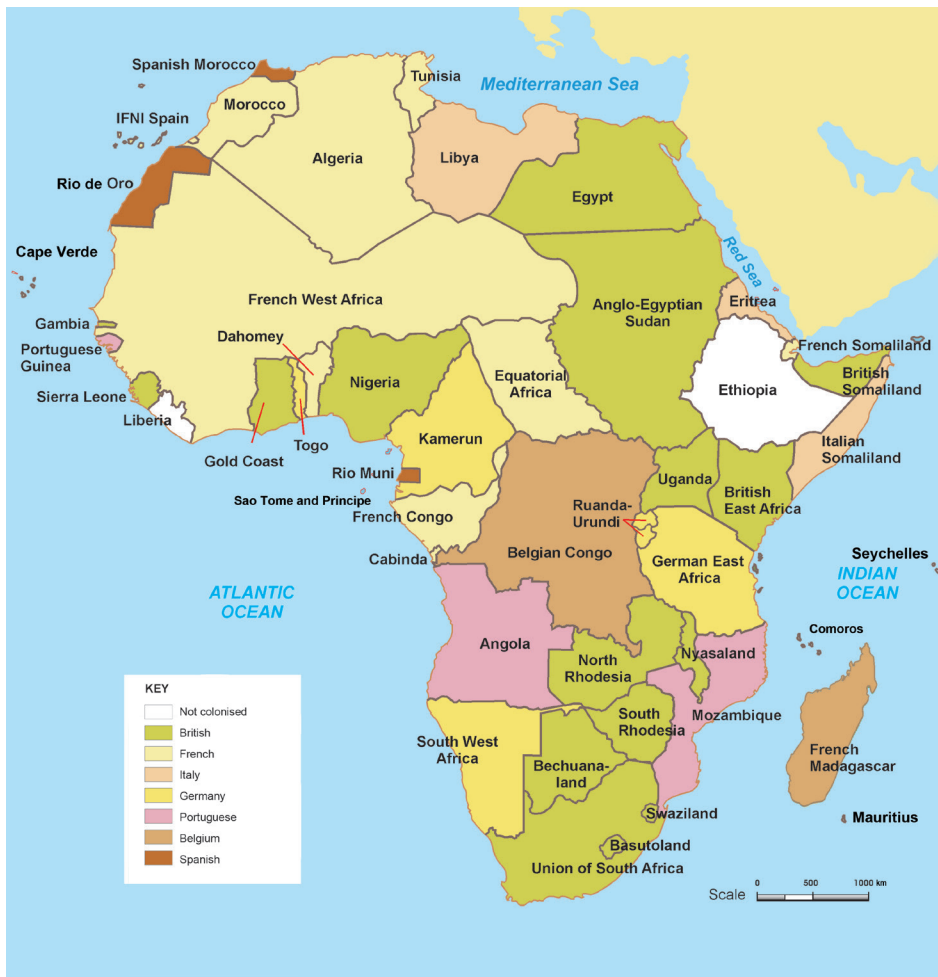 Spanish Morocco
Tunisia
Mediterranean Sea
Morocco
IFNI Spain
Algeria
Libya
Egypt
Rio de Oro
Red Sea
Cape Verde
French West Africa
Anglo-Egyptian
Sudan
Eritrea
Gambia
Dahomey
French Somaliland
Portuguese
Guinea
Nigeria
Equatorial
Africa
British
Somaliland
Ethiopia
Sierra Leone
Liberia
Togo
Kamerun
Italian
Somaliland
Gold Coast
Rio Muni
Uganda
British
East Africa
Sao Tome and Principe
Ruanda-
Urundi
French Congo
Cabinda
Belgian Congo
German East
Africa
Seychelles
INDIAN
OCEAN
ATLANTIC
OCEAN
Comoros
Angola
Nyasaland
North
Rhodesia
Mozambique
South
Rhodesia
South West
Africa
French
Madagascar
Bechuana-
land
Swaziland
Mauritius
Basutoland
Union of South Africa
KEY
Not colonised
British
French
Italy
Germany
Portuguese
Belgium
Spanish
Scale
0 500 1000 km